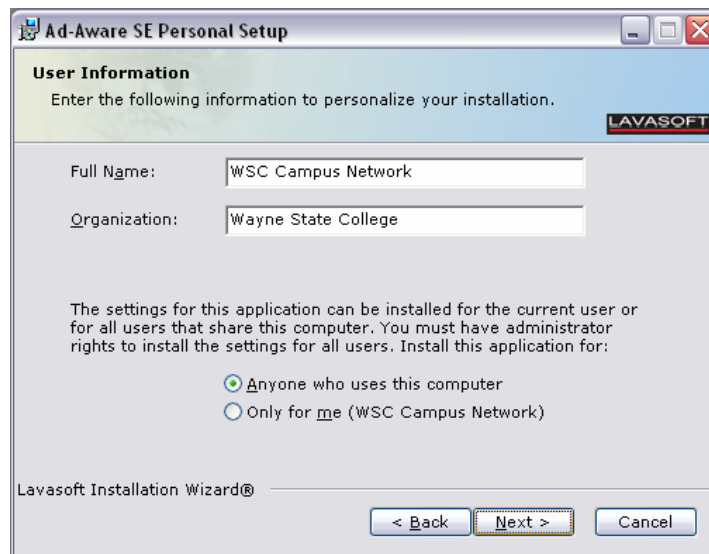 Ad-Aware SE Personal Setup
User Information
Enter the following information to personalize your installation.
LAVASOFT
Full Name: WSC Campus Network
Organization: Wayne State College
The settings for this application can be installed for the current user or
for all users that share this computer. You must have administrator
rights to install the settings for all users. Install this application for:
Anyone who uses this computer
Only for me (WSC Campus Network)
Lavasoft Installation Wizard®
< Back Next > Cancel